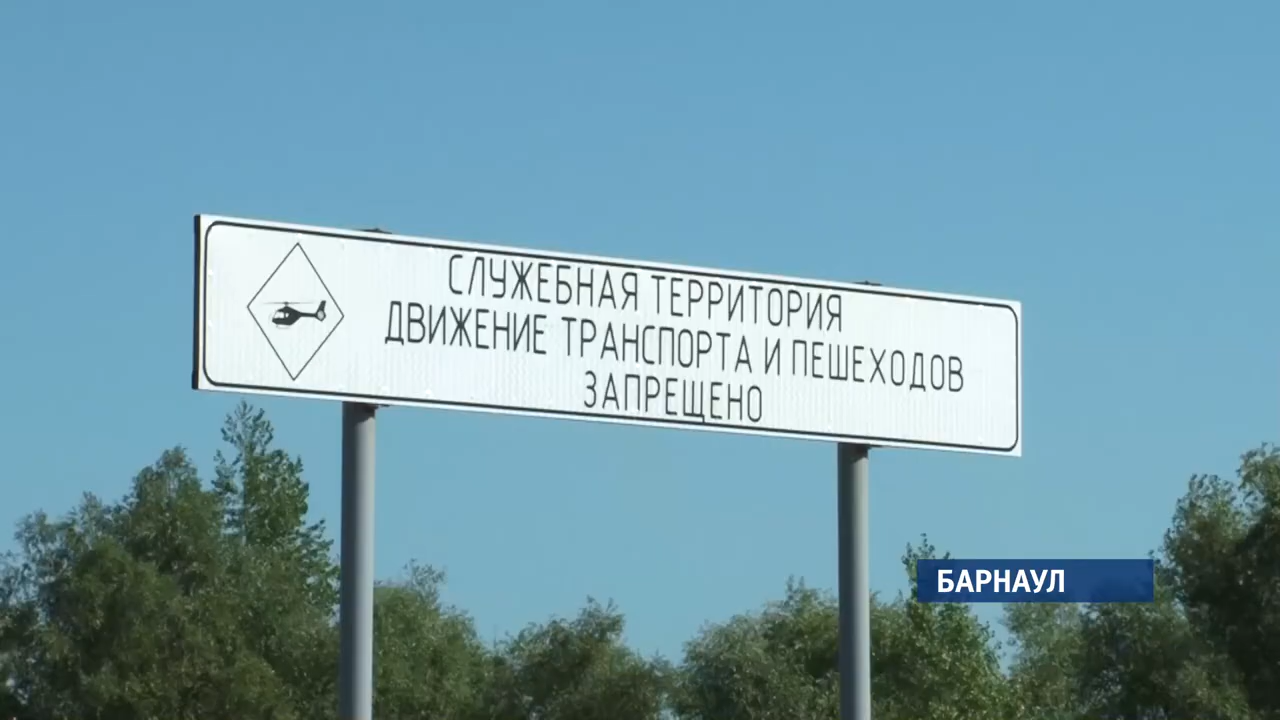 СЛУЖЕБНАЯ ТЕРРИТОРИЯ
ДВИЖЕНИЕ ТРАНСПОРТА И ПЕШЕХОДОВ
ЗАПРЕЩЕНО
БАРНАУЛ